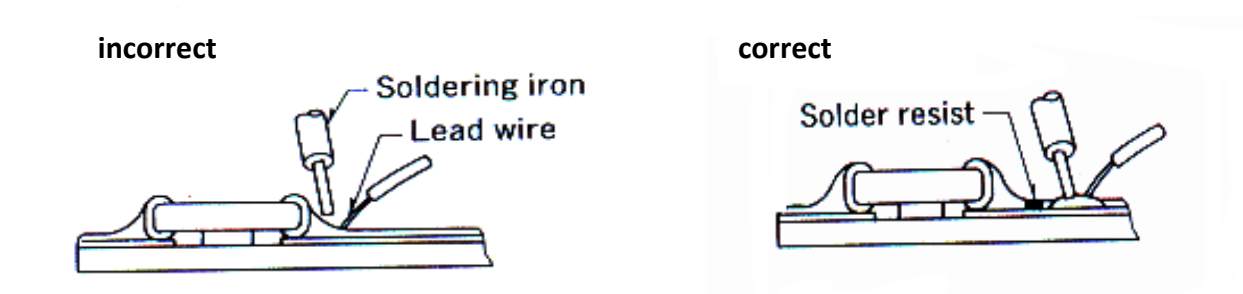 incorrect
Soldering iron
Lead wire
correct
Solder resist